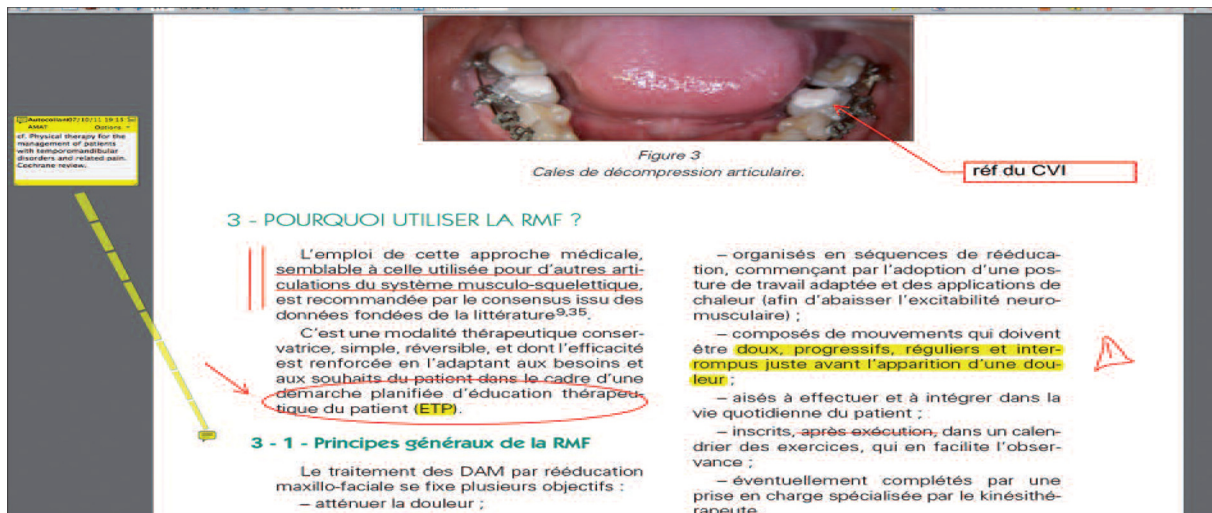 Autocollant07/10/11 19:13
AMAT Options
cf. Physical therapy for the
management of patients
with temporomandibular
disorders and related pain.
Cochrane review.
Figure 3
Cales de décompression articulaire.
réf du CVI
3 - POURQUOI UTILISER LA RMF ?
L'emploi de cette approche médicale,
semblable à celle utilisée pour d'autres arti-
culations du système musculo-squelettique,
est recommandée par le consensus issu des
données fondées de la littérature9,35.
C'est une modalité thérapeutique conser-
vatrice, simple, réversible, et dont l'efficacité
est renforcée en l'adaptant aux besoins et
aux souhaits du patient dans le cadre d'une
démarche planifiée d'éducation thérapeu-
tique du patient (ETP).
3 - 1 - Principes généraux de la RMF
Le traitement des DAM par rééducation
maxillo-faciale se fixe plusieurs objectifs :
– atténuer la douleur ;
– organisés en séquences de rééduca-
tion, commençant par l'adoption d'une pos-
ture de travail adaptée et des applications de
chaleur (afin d'abaisser l'excitabilité neuro-
musculaire) ;
– composés de mouvements qui doivent
être doux, progressifs, réguliers et inter-
rompus juste avant l'apparition d'une dou-
leur ;
– aisés à effectuer et à intégrer dans la
vie quotidienne du patient ;
– inscrits, après exécution, dans un calen-
drier des exercices, qui en facilite l'obser-
vance ;
– éventuellement complétés par une
prise en charge spécialisée par le kinésithé-
rapeute